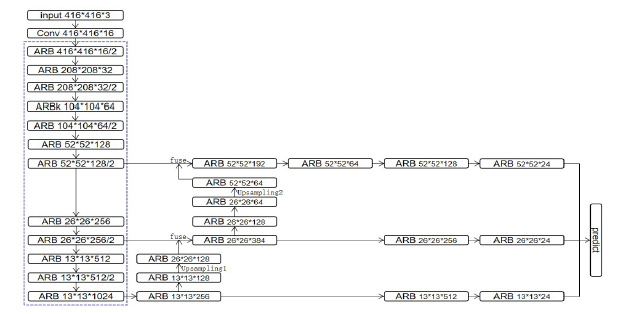 input 416*416*3
Conv 416*416*16
ARB 416*416*16/2
ARB 208*208*32
ARB 208*208*32/2
ARBk 104*104*64
ARB 104*104*64/2
ARB 52*52*128
ARB 52*52*128/2
fuse
ARB 52*52*192
ARB 52*52*64
ARB 52*52*128
ARB 52*52*24
ARB 52*52*64
Upsampling2
ARB 26*26*64
ARB 26*26*256
ARB 26*26*128
ARB 26*26*256/2
fuse
ARB 26*26*384
ARB 26*26*256
ARB 26*26*24
predict
ARB 13*13*512
ARB 26*26*128
Upsampling1
ARB 13*13*512/2
ARB 13*13*128
ARB 13*13*1024
ARB 13*13*256
ARB 13*13*512
ARB 13*13*24